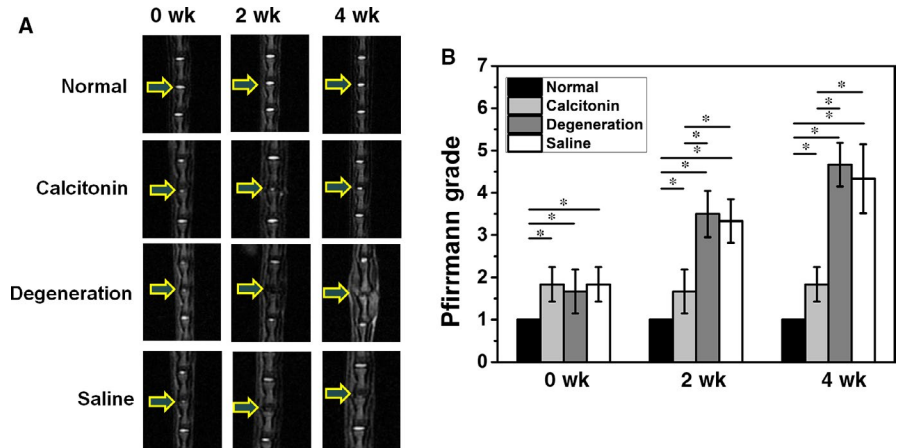 A
0 wk 2 wk 4 wk
Normal
Calcitonin
Degeneration
Saline
B
Pfirrmann grade
7
6
5
4
3
2
1
0
Normal
Calcitonin
Degeneration
Saline
* * * * * * * * * * * * *
0 wk 2 wk 4 wk